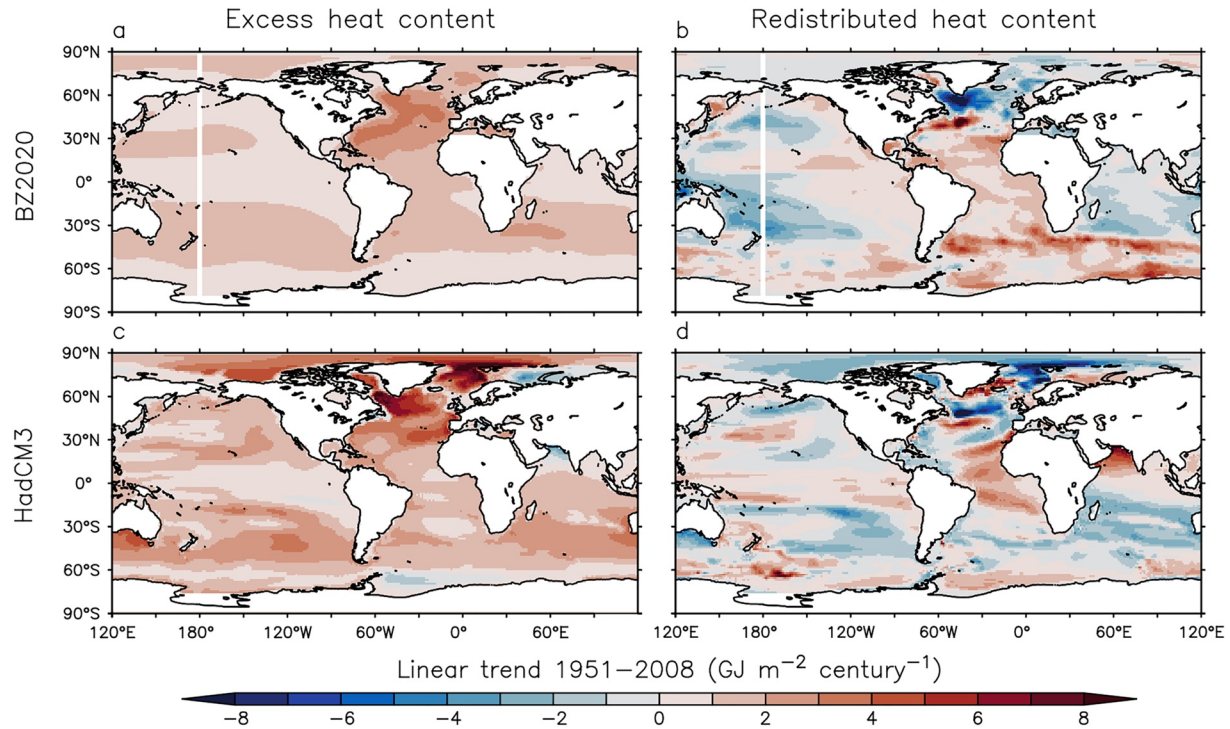 Excess heat content
Redistributed heat content
a
b
BZ2020
90°N
60°N
30°N
0°
30°S
60°S
90°S
c
d
HadCM3
90°N
60°N
30°N
0°
30°S
60°S
90°S
120°E 180° 120°W 60°W 0° 60°E
120°E 180° 120°W 60°W 0° 60°E 120°E
Linear trend 1951−2008 (GJ m⁻² century⁻¹)
−8 −6 −4 −2 0 2 4 6 8